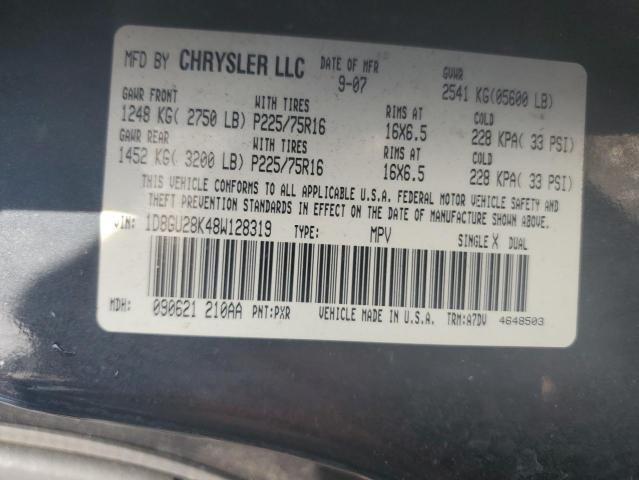 MFD BY CHRYSLER LLC DATE OF MFR 9-07 GVWR 2541 KG(05600 LB)
GAWR FRONT WITH TIRES RIMS AT COLD
1248 KG( 2750 LB) P225/75R16 16X6.5 228 KPA( 33 PSI)
GAWR REAR WITH TIRES RIMS AT COLD
1452 KG( 3200 LB) P225/75R16 16X6.5 228 KPA( 33 PSI)
THIS VEHICLE CONFORMS TO ALL APPLICABLE U.S.A. FEDERAL MOTOR VEHICLE SAFETY AND
THEFT PREVENTION STANDARDS IN EFFECT ON THE DATE OF MANUFACTURE SHOWN ABOVE.
VIN: 1D8GU28K48W128319 TYPE: MPV SINGLE X DUAL
MDH: 090621 210AA PNT:PXR VEHICLE MADE IN U.S.A. TRM:A7DV 4648503